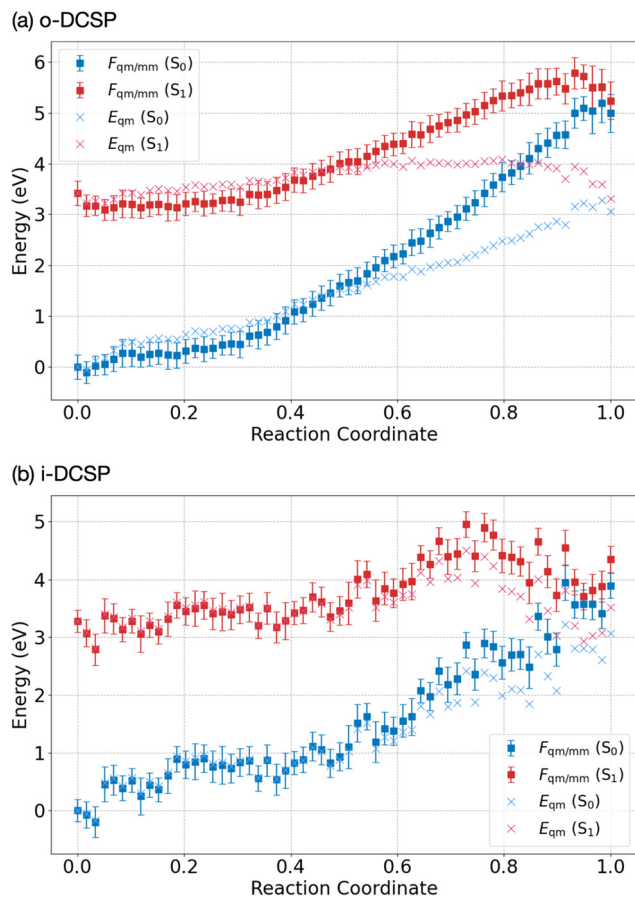 (a) o-DCSP
F_qm/mm (S_0)
F_qm/mm (S_1)
E_qm (S_0)
E_qm (S_1)
Energy (eV)
6
5
4
3
2
1
0
0.0 0.2 0.4 0.6 0.8 1.0
Reaction Coordinate
(b) i-DCSP
Energy (eV)
5
4
3
2
1
0
F_qm/mm (S_0)
F_qm/mm (S_1)
E_qm (S_0)
E_qm (S_1)
0.0 0.2 0.4 0.6 0.8 1.0
Reaction Coordinate